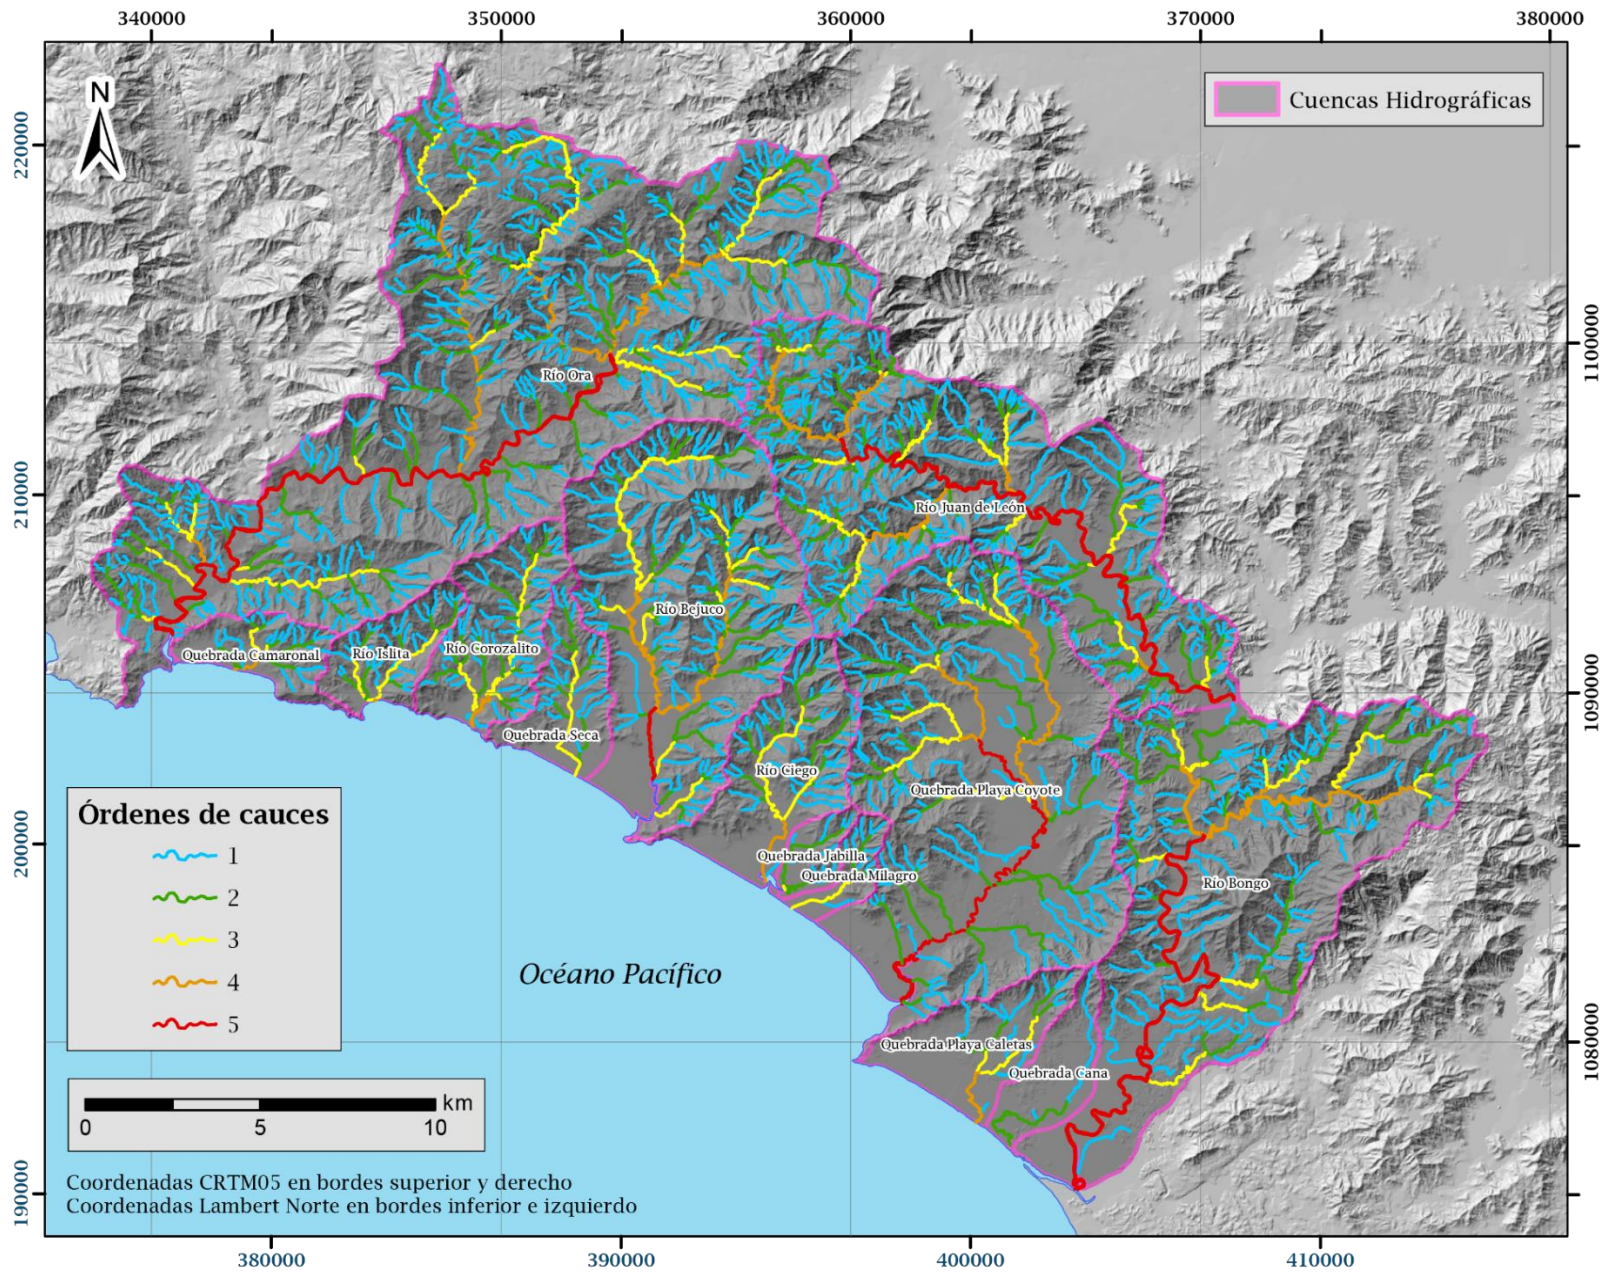 340000 350000 360000 370000 380000
N
Cuencas Hidrográficas
220000
210000
200000
190000
1100000
1090000
1080000
Río Ora
Río Juan de León
Río Bejuco
Quebrada Camaronal
Río Islita
Río Corozalito
Quebrada Seca
Río Ciego
Quebrada Playa Coyote
Quebrada Jabilla
Quebrada Milagro
Río Bongo
Quebrada Playa Caletas
Quebrada Cana
Océano Pacífico
Órdenes de cauces
1
2
3
4
5
km
0 5 10
Coordenadas CRTM05 en bordes superior y derecho
Coordenadas Lambert Norte en bordes inferior e izquierdo
380000 390000 400000 410000